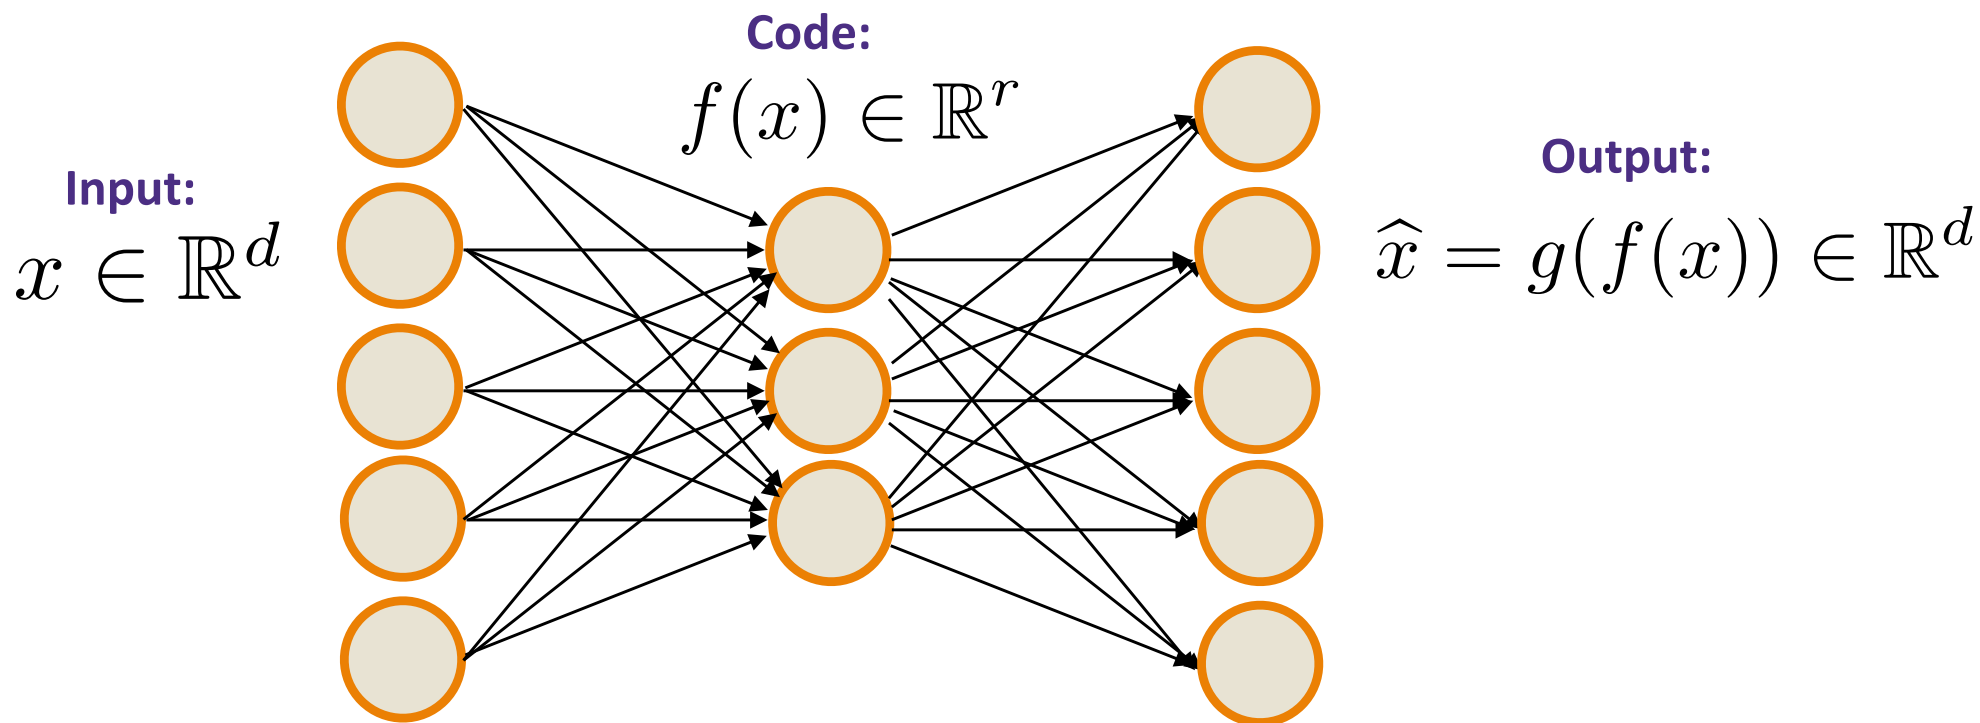 Input:
x ∈ ℝ^d
Code:
f(x) ∈ ℝ^r
Output:
x̂ = g(f(x)) ∈ ℝ^d